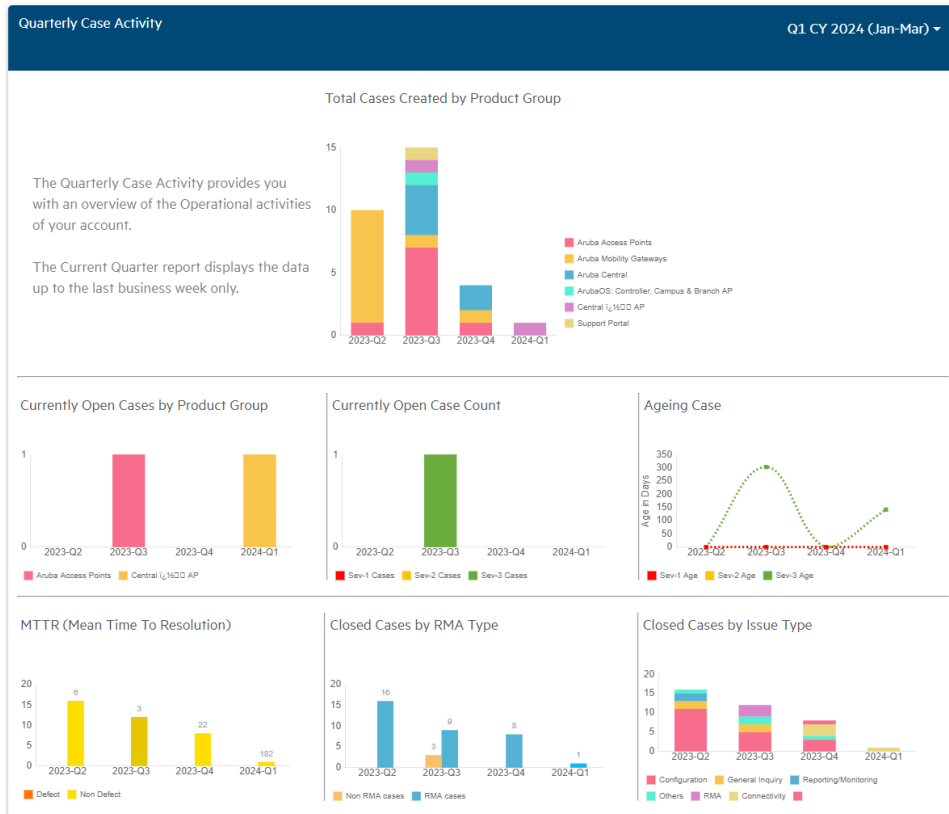 Quarterly Case Activity
Q1 CY 2024 (Jan-Mar)
Total Cases Created by Product Group
The Quarterly Case Activity provides you
with an overview of the Operational activities
of your account.
The Current Quarter report displays the data
up to the last business week only.
15
10
5
0
2023-Q2
2023-Q3
2023-Q4
2024-Q1
Aruba Access Points
Aruba Mobility Gateways
Aruba Central
ArubaOS: Controller, Campus & Branch AP
Central ï¿½▯▯ AP
Support Portal
Currently Open Cases by Product Group
1
0
2023-Q2
2023-Q3
2023-Q4
2024-Q1
Aruba Access Points
Central ï¿½▯▯ AP
Currently Open Case Count
1
0
2023-Q2
2023-Q3
2023-Q4
2024-Q1
Sev-1 Cases
Sev-2 Cases
Sev-3 Cases
Ageing Case
Age in Days
350
300
250
200
150
100
50
0
2023-Q2
2023-Q3
2023-Q4
2024-Q1
Sev-1 Age
Sev-2 Age
Sev-3 Age
MTTR (Mean Time To Resolution)
20
15
10
5
0
6
3
22
182
2023-Q2
2023-Q3
2023-Q4
2024-Q1
Defect
Non Defect
Closed Cases by RMA Type
20
15
10
5
0
16
3
9
8
1
2023-Q2
2023-Q3
2023-Q4
2024-Q1
Non RMA cases
RMA cases
Closed Cases by Issue Type
20
15
10
5
0
2023-Q2
2023-Q3
2023-Q4
2024-Q1
Configuration
General Inquiry
Reporting/Monitoring
Others
RMA
Connectivity